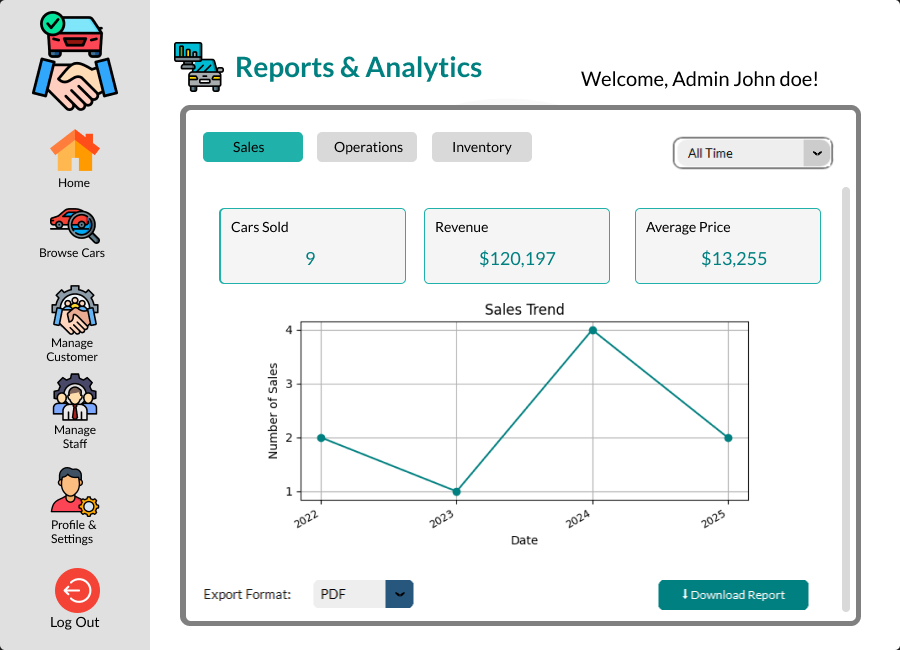 Reports & Analytics
Welcome, Admin John doe!
Home
Browse Cars
Manage
Customer
Manage
Staff
Profile &
Settings
Log Out
Sales
Operations
Inventory
All Time
Cars Sold
9
Revenue
$120,197
Average Price
$13,255
Sales Trend
Number of Sales
4
3
2
1
2022
2023
2024
2025
Date
Export Format:
PDF
⬇ Download Report